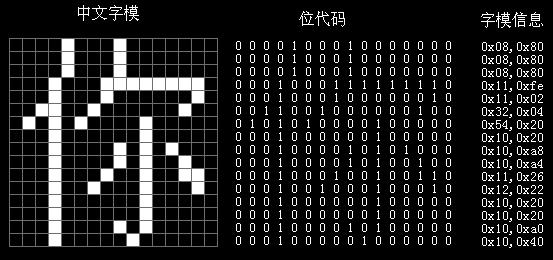 中文字模 位代码 字模信息
0 0 0 0 1 0 0 0 1 0 0 0 0 0 0 0 0x08,0x80
0 0 0 0 1 0 0 0 1 0 0 0 0 0 0 0 0x08,0x80
0 0 0 0 1 0 0 0 1 0 0 0 0 0 0 0 0x08,0x80
0 0 0 1 0 0 0 1 1 1 1 1 1 1 1 0 0x11,0xfe
0 0 0 1 0 0 0 1 0 0 0 0 0 0 1 0 0x11,0x02
0 0 1 1 0 0 1 0 0 0 0 0 0 1 0 0 0x32,0x04
0 1 0 1 0 1 0 0 0 0 1 0 0 0 0 0 0x54,0x20
0 0 0 1 0 0 0 0 0 0 1 0 0 0 0 0 0x10,0x20
0 0 0 1 0 0 0 0 1 0 1 0 1 0 0 0 0x10,0xa8
0 0 0 1 0 0 0 0 1 0 1 0 0 1 0 0 0x10,0xa4
0 0 0 1 0 0 0 1 0 0 1 0 0 1 1 0 0x11,0x26
0 0 0 1 0 0 1 0 0 0 1 0 0 0 1 0 0x12,0x22
0 0 0 1 0 0 0 0 0 0 1 0 0 0 0 0 0x10,0x20
0 0 0 1 0 0 0 0 0 0 1 0 0 0 0 0 0x10,0x20
0 0 0 1 0 0 0 0 1 0 1 0 0 0 0 0 0x10,0xa0
0 0 0 1 0 0 0 0 0 1 0 0 0 0 0 0 0x10,0x40
你